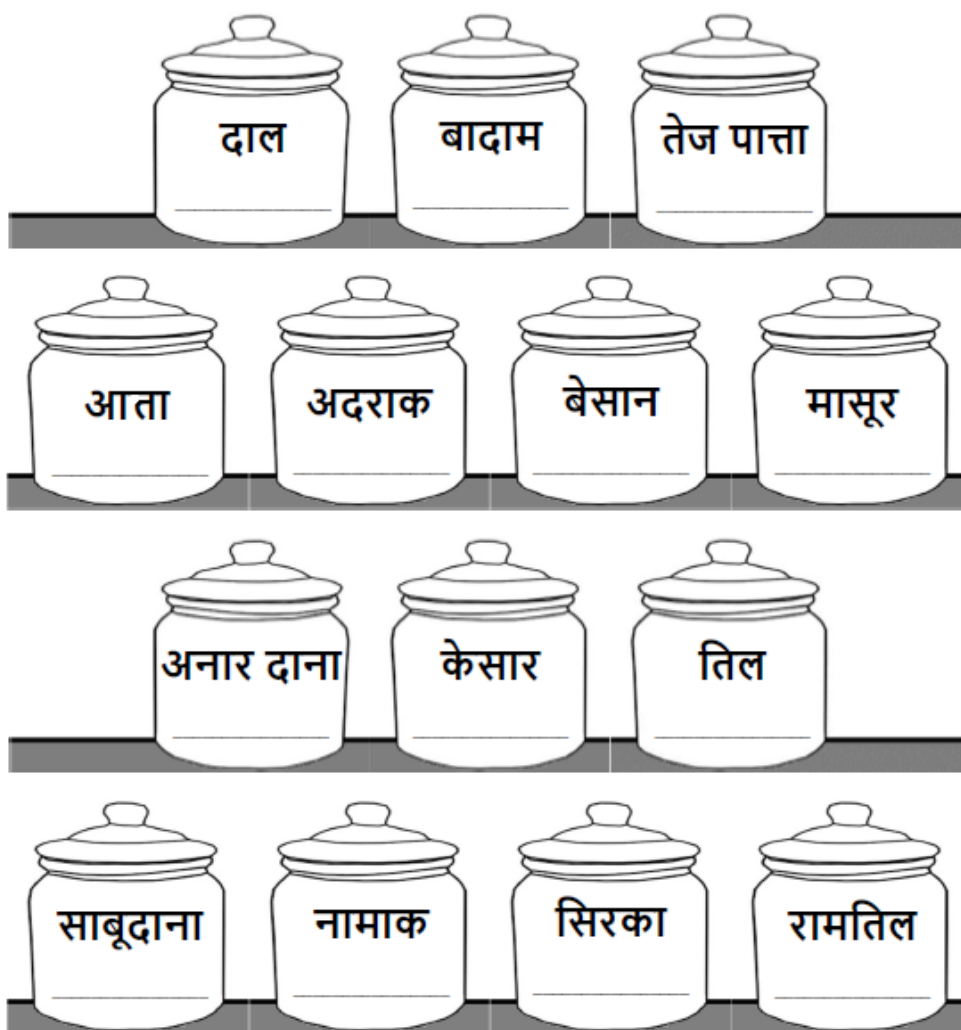 दाल
बादाम
तेज पात्ता
आता
अदराक
बेसान
मासूर
अनार दाना
केसार
तिल
साबूदाना
नामाक
सिरका
रामतिल